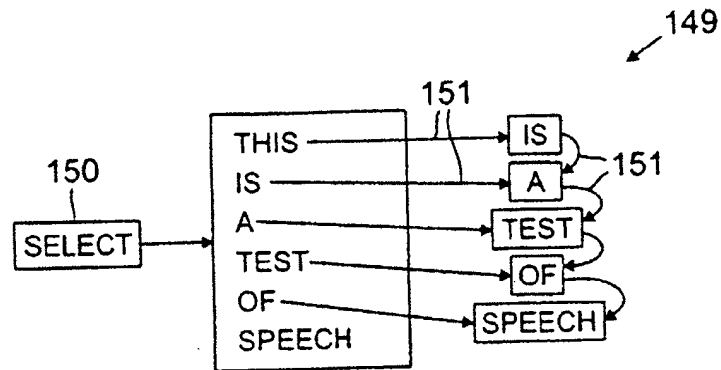 149
151
THIS IS
IS A 151
150
A TEST
SELECT
TEST OF
OF SPEECH
SPEECH